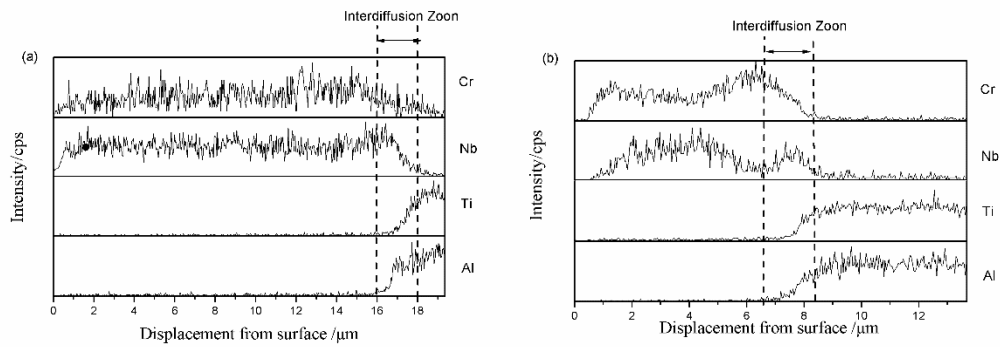 Interdiffusion Zoon
(a)
Cr
Nb
Ti
Al
Intensity/cps
0 2 4 6 8 10 12 14 16 18
Displacement from surface /μm
Interdiffusion Zoon
(b)
Cr
Nb
Ti
Al
Intensity/cps
0 2 4 6 8 10 12
Displacement from surface /μm